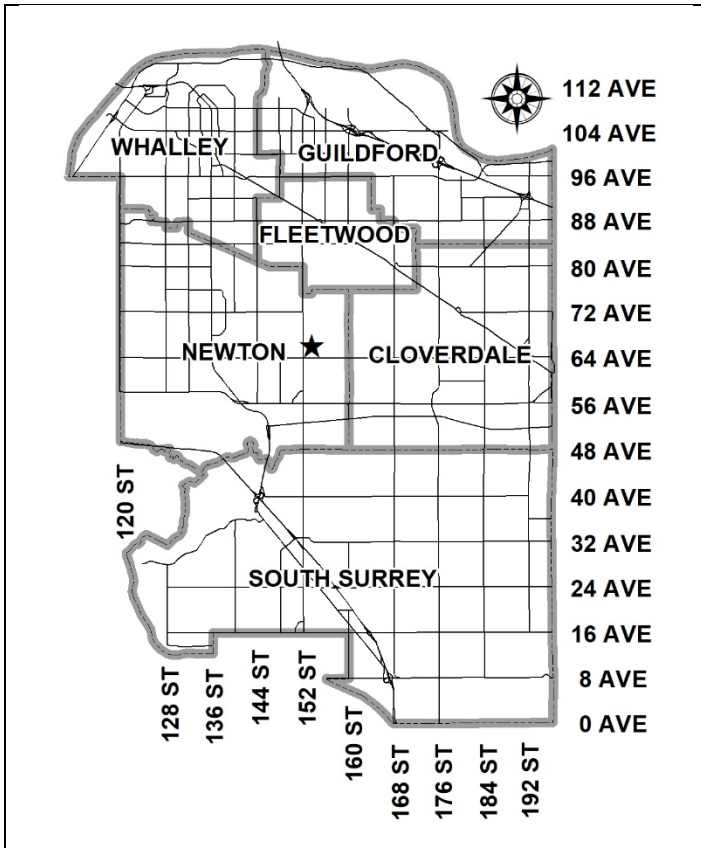 112 AVE
104 AVE
WHALLEY
GUILDFORD
96 AVE
88 AVE
FLEETWOOD
80 AVE
72 AVE
NEWTON
CLOVERDALE
64 AVE
56 AVE
48 AVE
120 ST
40 AVE
32 AVE
SOUTH SURREY
24 AVE
16 AVE
8 AVE
0 AVE
128 ST
136 ST
144 ST
152 ST
160 ST
168 ST
176 ST
184 ST
192 ST